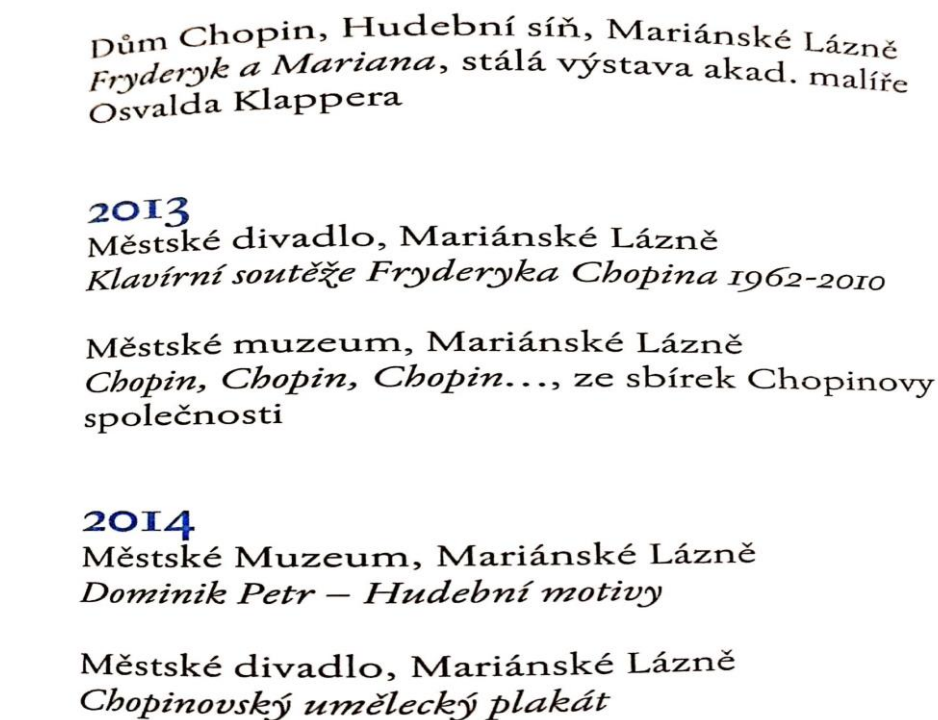 Dům Chopin, Hudební síň, Mariánské Lázně
Fryderyk a Mariana, stálá výstava akad. malíře
Osvalda Klappera
2013
Městské divadlo, Mariánské Lázně
Klavírní soutěže Fryderyka Chopina 1962-2010
Městské muzeum, Mariánské Lázně
Chopin, Chopin, Chopin..., ze sbírek Chopinovy
společnosti
2014
Městské Muzeum, Mariánské Lázně
Dominik Petr – Hudební motivy
Městské divadlo, Mariánské Lázně
Chopinovský umělecký plakát